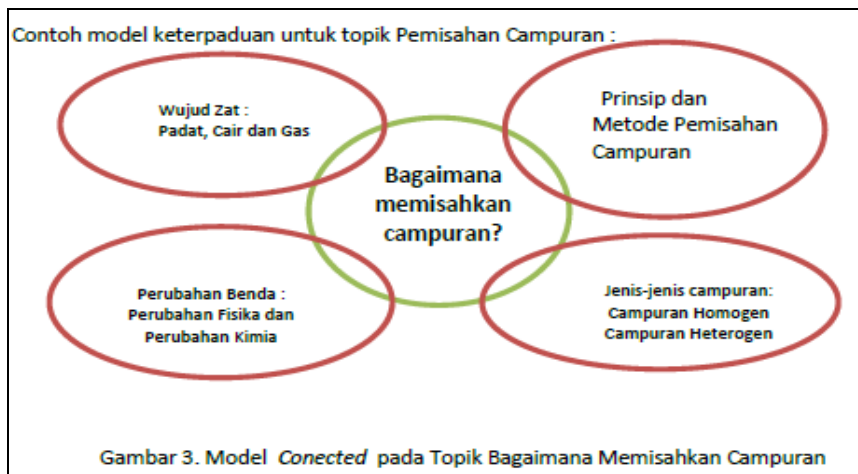 Contoh model keterpaduan untuk topik Pemisahan Campuran :
Wujud Zat :
Padat, Cair dan Gas
Prinsip dan
Metode Pemisahan
Campuran
Bagaimana
memisahkan
campuran?
Perubahan Benda :
Perubahan Fisika dan
Perubahan Kimia
Jenis-jenis campuran:
Campuran Homogen
Campuran Heterogen
Gambar 3. Model Conected pada Topik Bagaimana Memisahkan Campuran